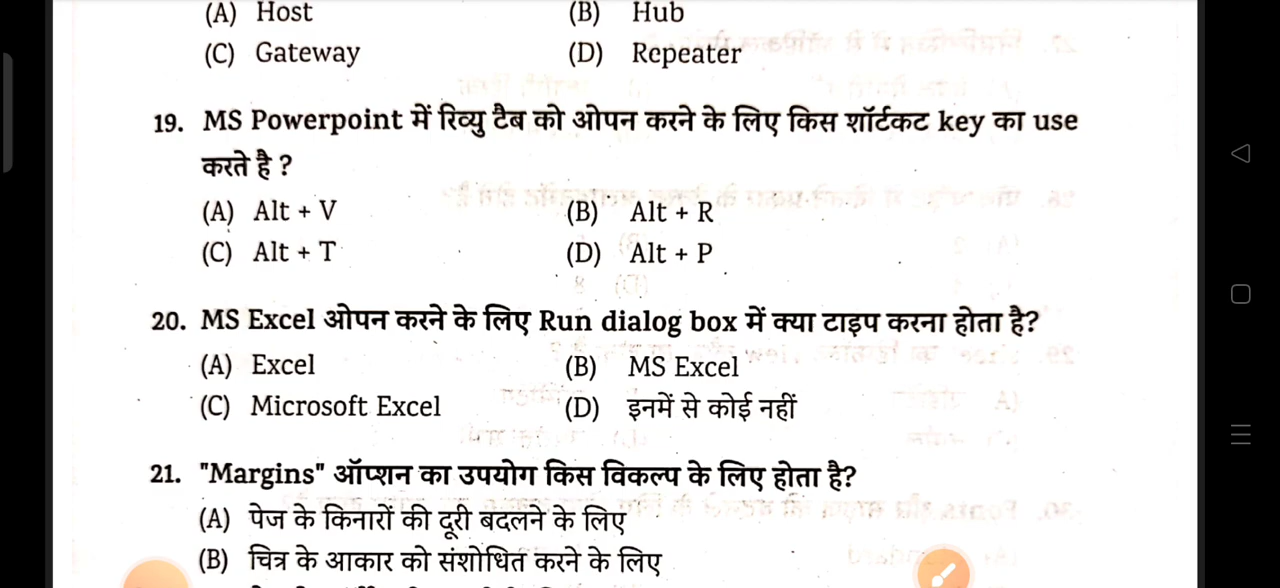 (A) Host (B) Hub
(C) Gateway (D) Repeater
19. MS Powerpoint में रिव्यु टैब को ओपन करने के लिए किस शॉर्टकट key का use
करते है ?
(A) Alt + V (B) Alt + R
(C) Alt + T (D) Alt + P
20. MS Excel ओपन करने के लिए Run dialog box में क्या टाइप करना होता है?
(A) Excel (B) MS Excel
(C) Microsoft Excel (D) इनमें से कोई नहीं
21. "Margins" ऑप्शन का उपयोग किस विकल्प के लिए होता है?
(A) पेज के किनारों की दूरी बदलने के लिए
(B) चित्र के आकार को संशोधित करने के लिए